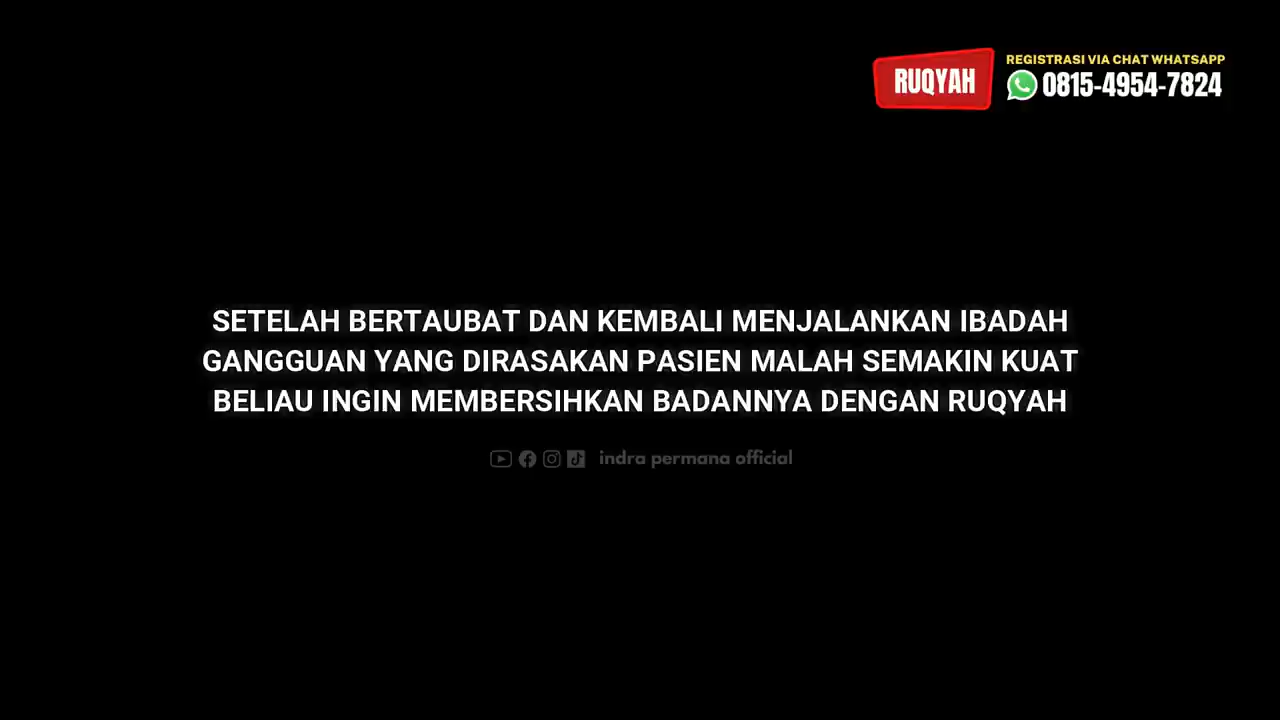 RUQYAH
REGISTRASI VIA CHAT WHATSAPP
0815-4954-7824
SETELAH BERTAUBAT DAN KEMBALI MENJALANKAN IBADAH
GANGGUAN YANG DIRASAKAN PASIEN MALAH SEMAKIN KUAT
BELIAU INGIN MEMBERSIHKAN BADANNYA DENGAN RUQYAH
indra permana official